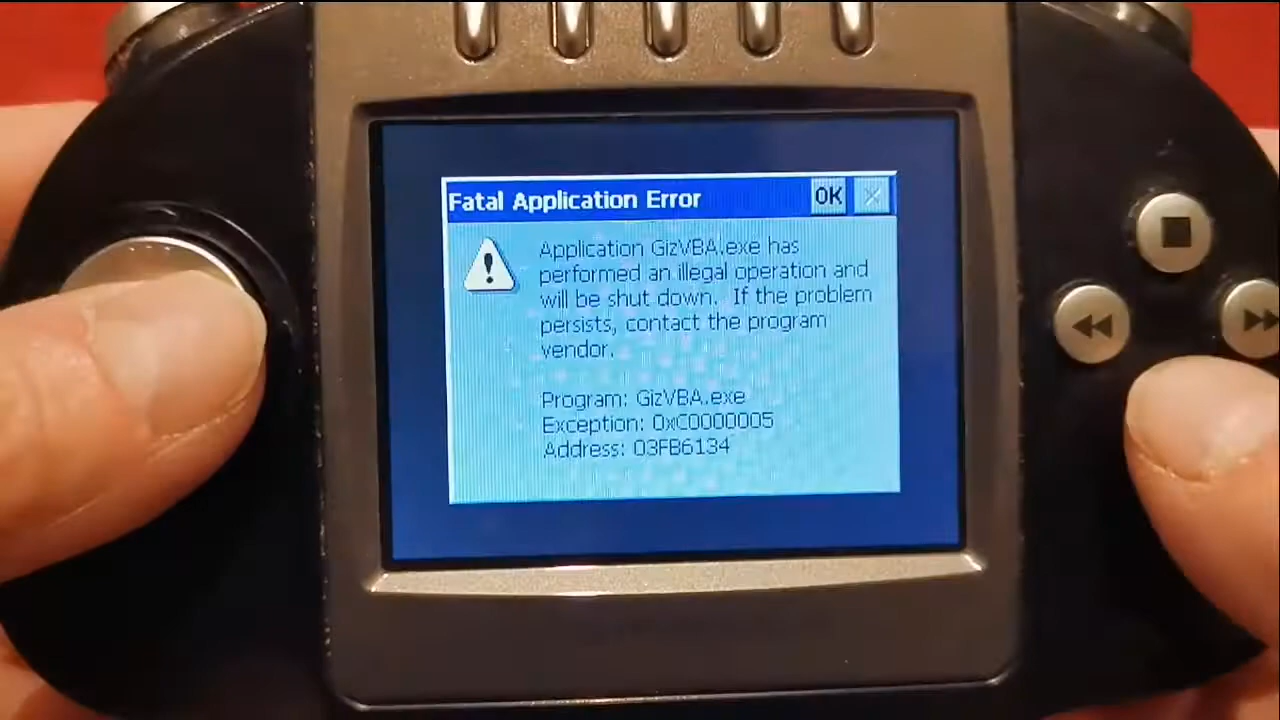 Fatal Application Error OK
Application GizVBA.exe has
performed an illegal operation and
will be shut down. If the problem
persists, contact the program
vendor.
Program: GizVBA.exe
Exception: 0xC0000005
Address: 03FB6134